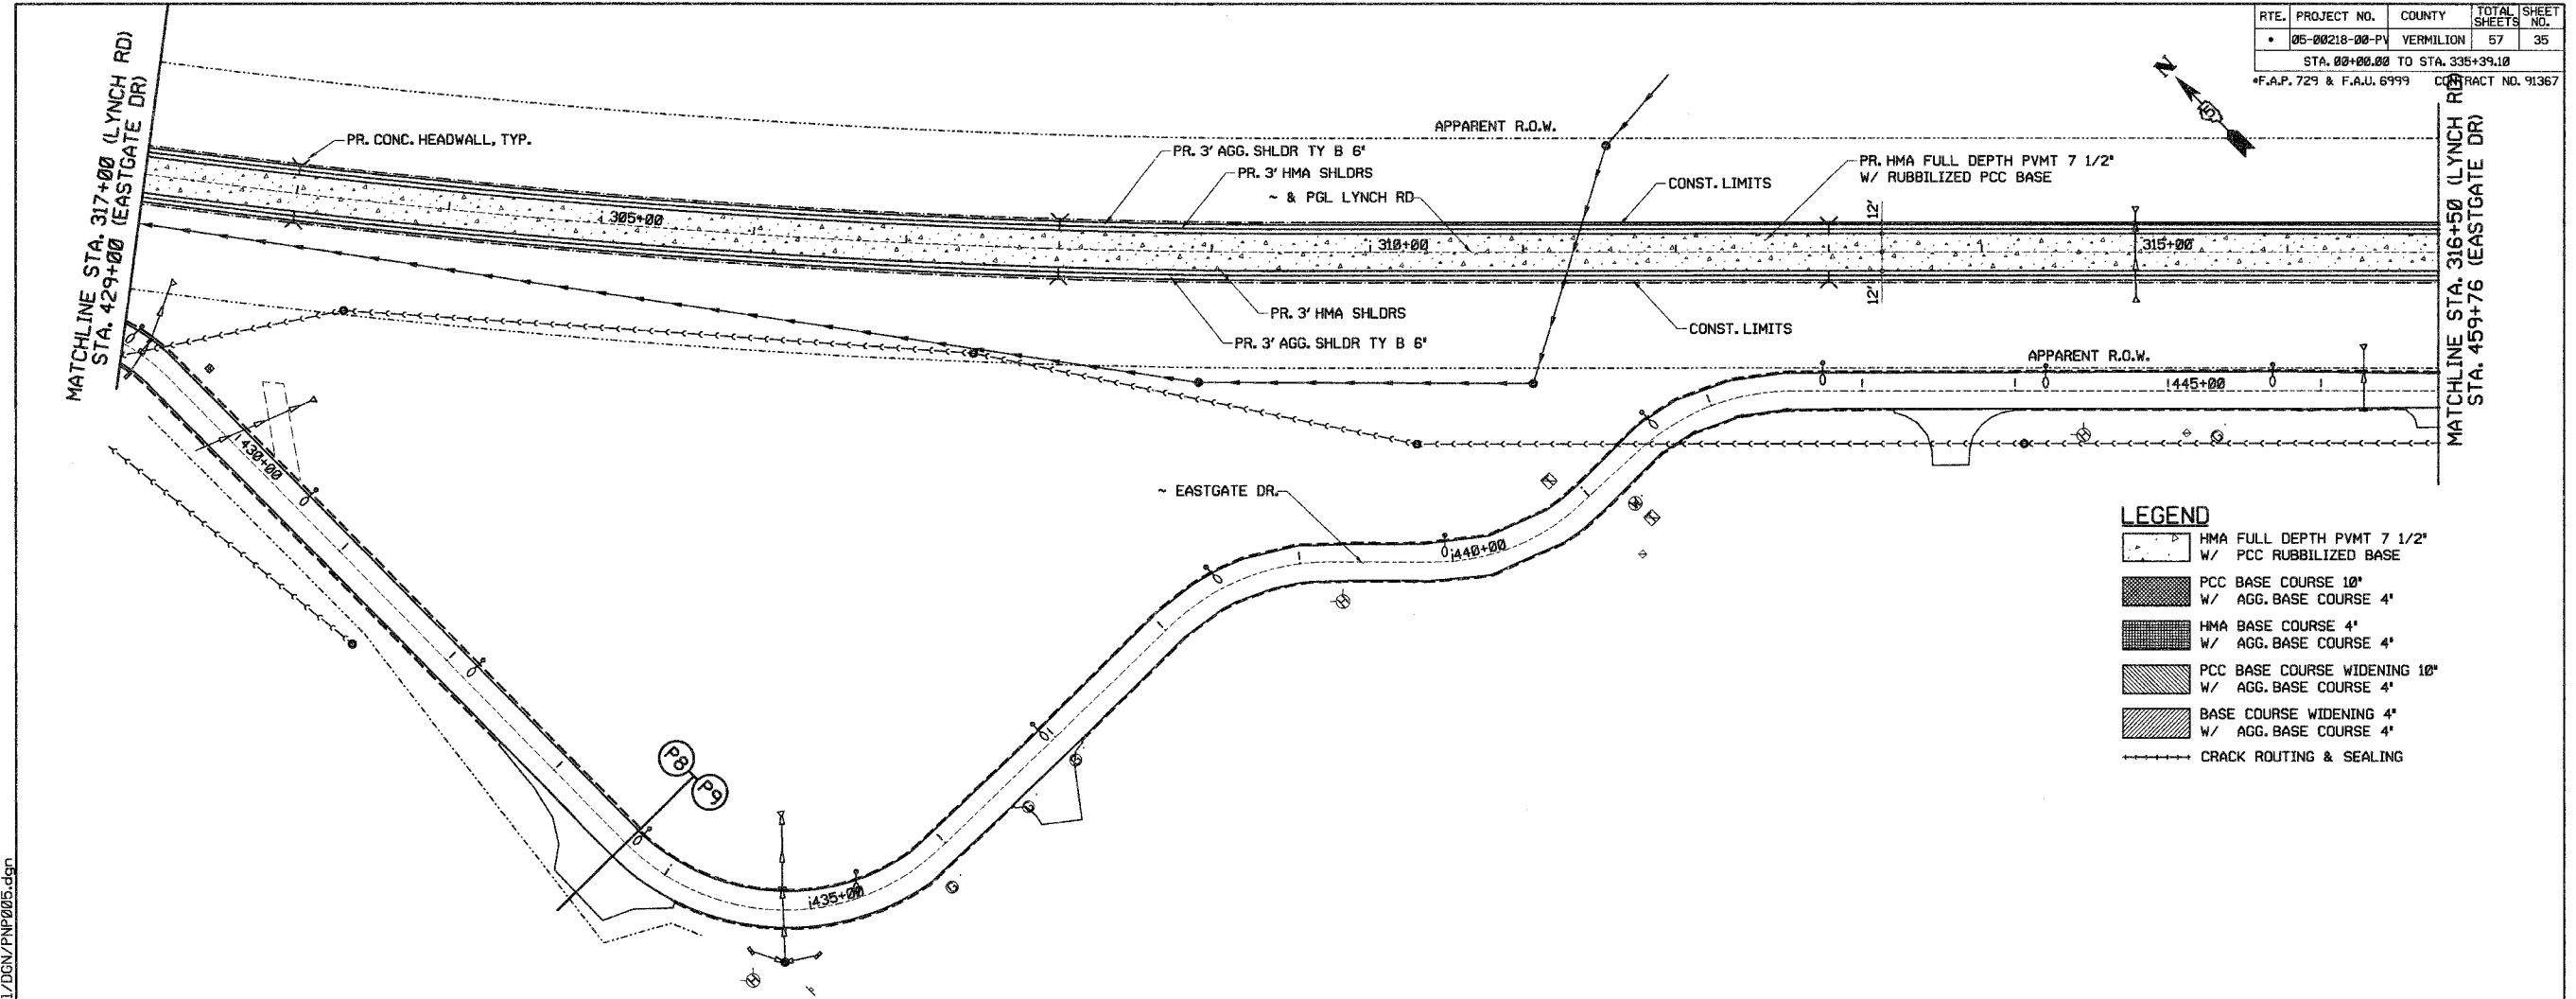 RTE. PROJECT NO. COUNTY TOTAL SHEETS SHEET NO.
• 05-00218-00-PV VERMILION 57 35
STA. 00+00.00 TO STA. 335+39.10
*F.A.P. 729 & F.A.U. 6999 CONTRACT NO. 91367
N
MATCHLINE STA. 317+00 (LYNCH RD)
STA. 429+00 (EASTGATE DR)
PR. CONC. HEADWALL, TYP.
APPARENT R.O.W.
PR. 3' AGG. SHLDR TY B 6"
PR. 3' HMA SHLDRS
~ & PGL LYNCH RD
CONST. LIMITS
PR. HMA FULL DEPTH PVMT 7 1/2"
W/ RUBBILIZED PCC BASE
12'
305+00
310+00
315+00
12'
PR. 3' HMA SHLDRS
PR. 3' AGG. SHLDR TY B 6"
CONST. LIMITS
APPARENT R.O.W.
MATCHLINE STA. 316+50 (LYNCH RD)
STA. 459+76 (EASTGATE DR)
445+00
430+00
~ EASTGATE DR.
440+00
H
G
W
H
P8
P9
G
G
G
435+00
H
LEGEND
HMA FULL DEPTH PVMT 7 1/2"
W/ PCC RUBBILIZED BASE
PCC BASE COURSE 10"
W/ AGG. BASE COURSE 4"
HMA BASE COURSE 4"
W/ AGG. BASE COURSE 4"
PCC BASE COURSE WIDENING 10"
W/ AGG. BASE COURSE 4"
BASE COURSE WIDENING 4"
W/ AGG. BASE COURSE 4"
CRACK ROUTING & SEALING
1/DGN/PNP005.dgn